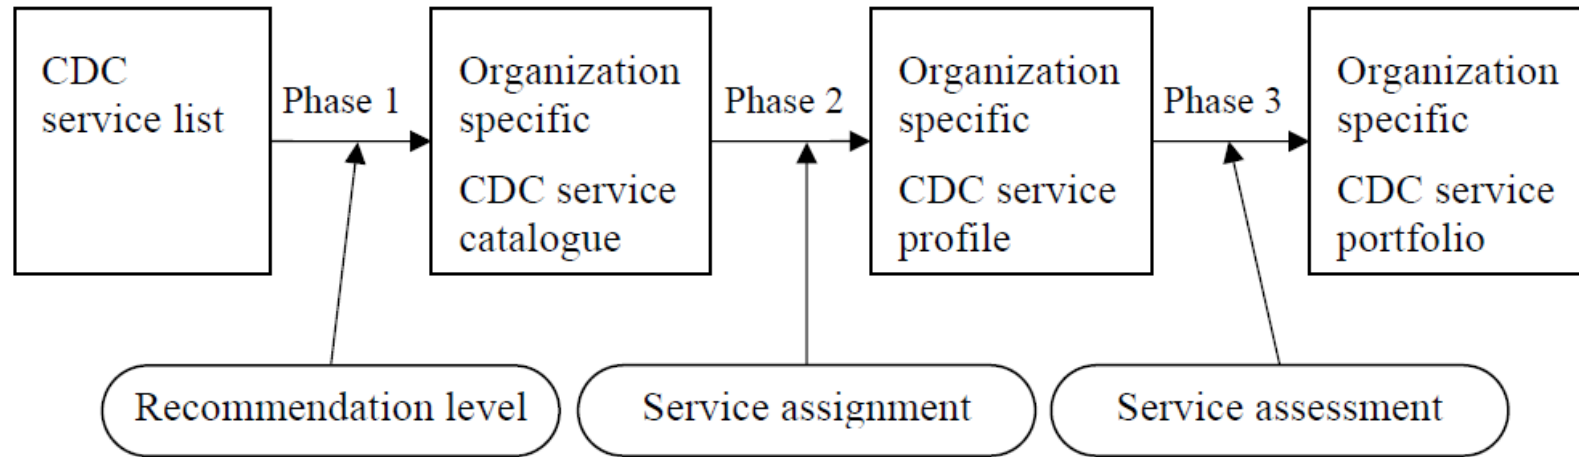 CDC
service list
Phase 1
Organization
specific
CDC service
catalogue
Phase 2
Organization
specific
CDC service
profile
Phase 3
Organization
specific
CDC service
portfolio
Recommendation level
Service assignment
Service assessment